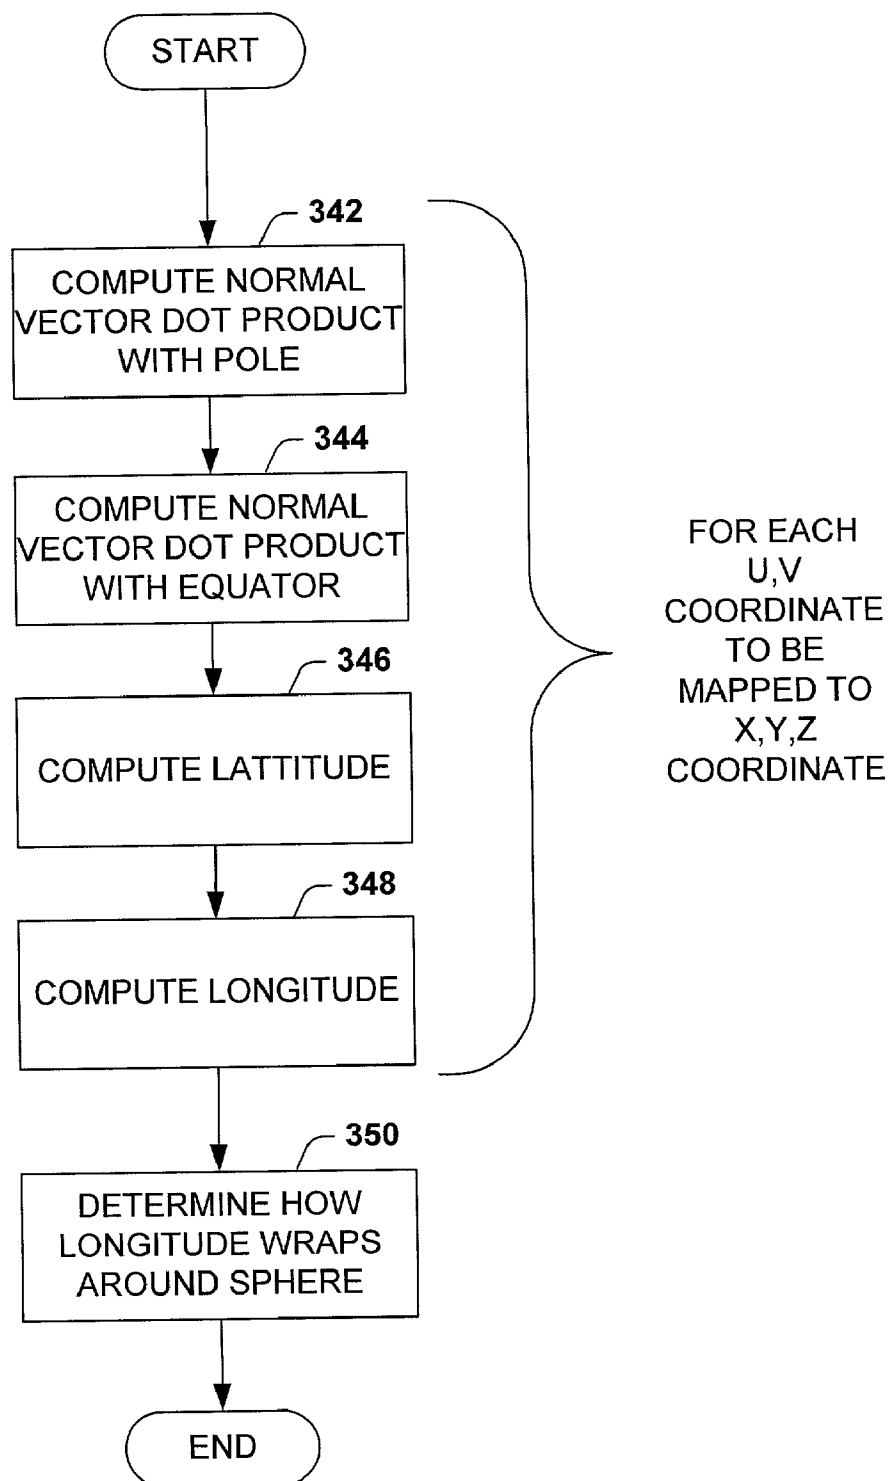 START
342
COMPUTE NORMAL
VECTOR DOT PRODUCT
WITH POLE
344
COMPUTE NORMAL
VECTOR DOT PRODUCT
WITH EQUATOR
346
COMPUTE LATTITUDE
348
COMPUTE LONGITUDE
FOR EACH
U,V
COORDINATE
TO BE
MAPPED TO
X,Y,Z
COORDINATE
350
DETERMINE HOW
LONGITUDE WRAPS
AROUND SPHERE
END